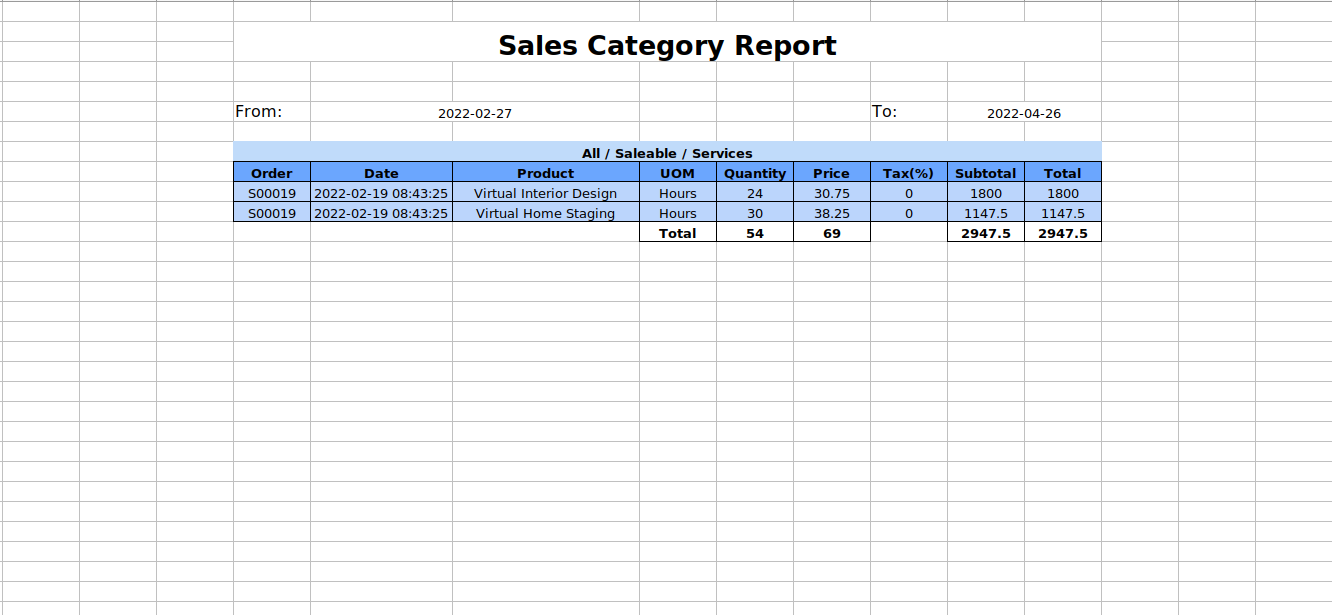 Sales Category Report
From: 2022-02-27 To: 2022-04-26
All / Saleable / Services
Order Date Product UOM Quantity Price Tax(%) Subtotal Total
S00019 2022-02-19 08:43:25 Virtual Interior Design Hours 24 30.75 0 1800 1800
S00019 2022-02-19 08:43:25 Virtual Home Staging Hours 30 38.25 0 1147.5 1147.5
Total 54 69 2947.5 2947.5